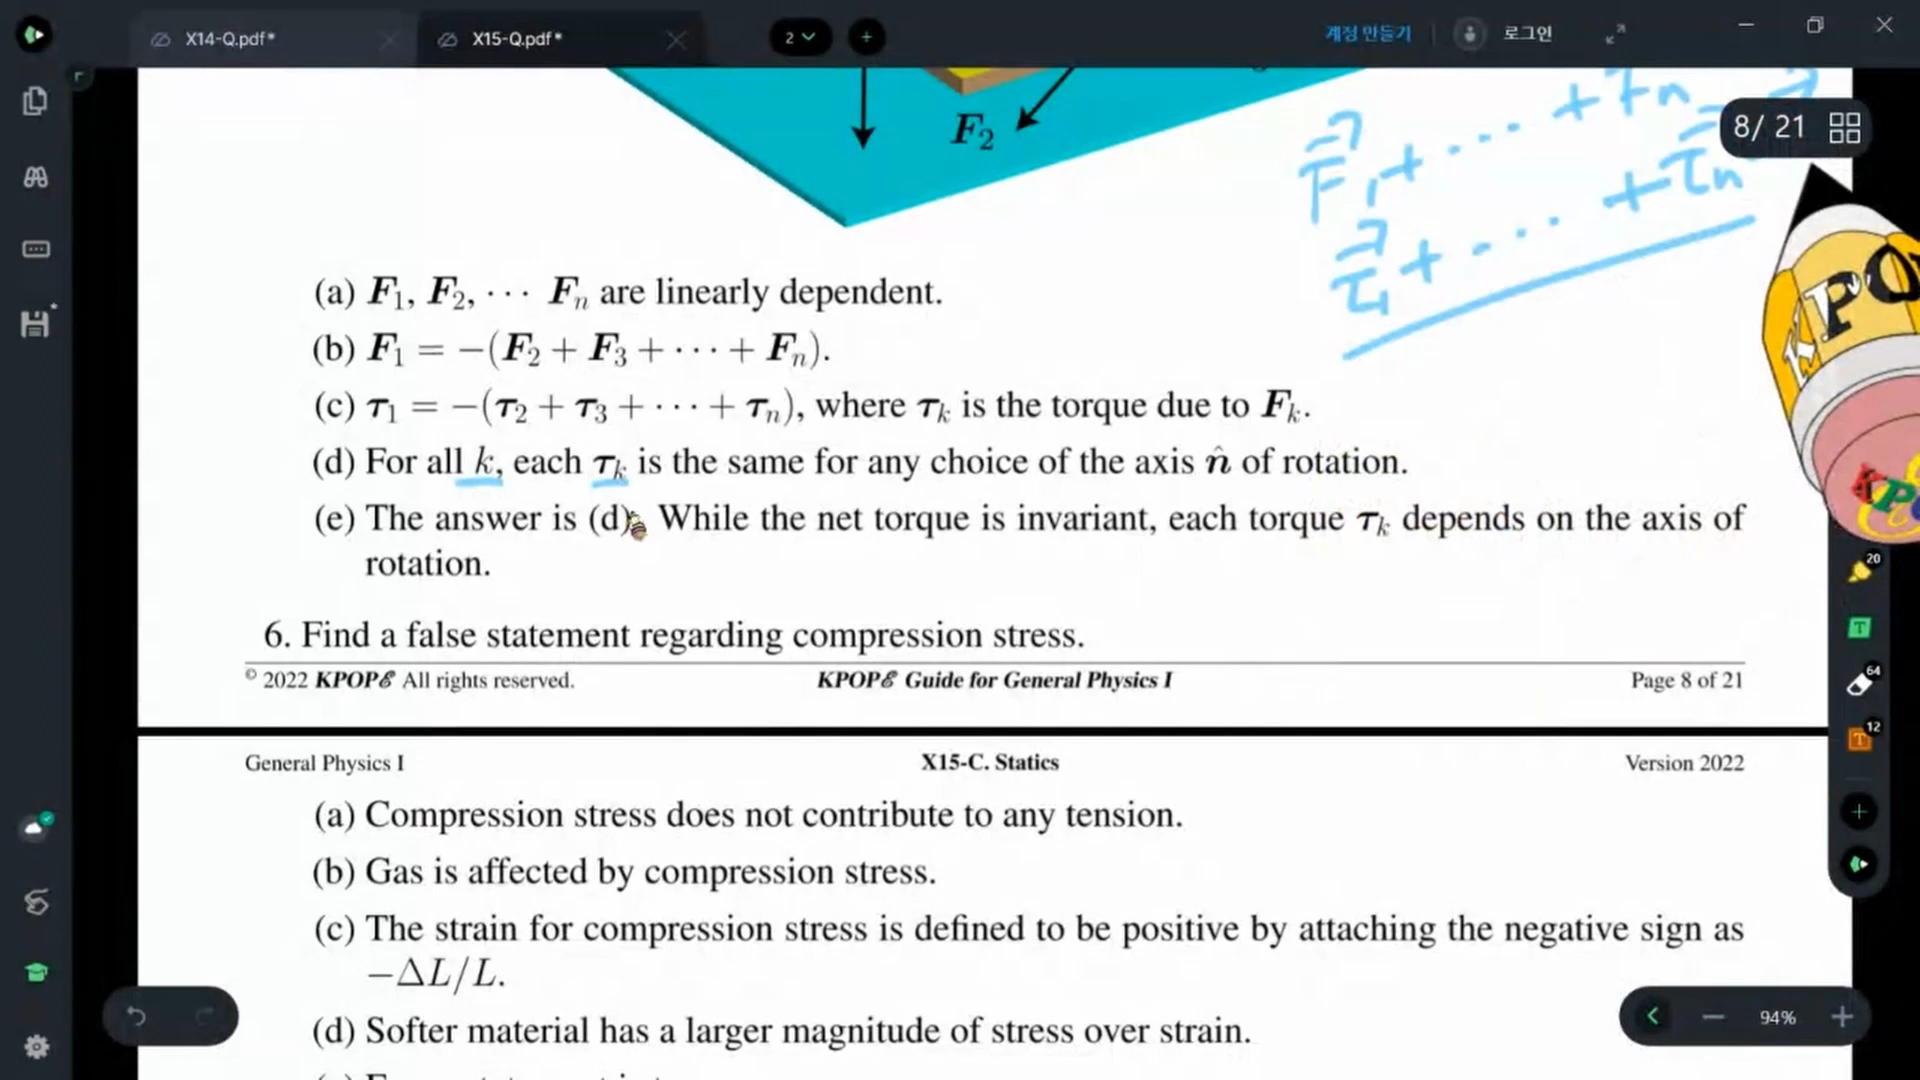 X14-Q.pdf*
X15-Q.pdf*
2
계정 만들기
로그인
8/ 21
F₂
F⃗₁ + ... + F⃗ₙ
τ⃗₁ + ... + τ⃗ₙ
(a) F₁, F₂, ··· Fₙ are linearly dependent.
(b) F₁ = −(F₂ + F₃ + ··· + Fₙ).
(c) τ₁ = −(τ₂ + τ₃ + ··· + τₙ), where τₖ is the torque due to Fₖ.
(d) For all k, each τₖ is the same for any choice of the axis n̂ of rotation.
(e) The answer is (d). While the net torque is invariant, each torque τₖ depends on the axis of
rotation.
6. Find a false statement regarding compression stress.
© 2022 KPOPℰ All rights reserved.
KPOPℰ Guide for General Physics I
Page 8 of 21
General Physics I
X15-C. Statics
Version 2022
(a) Compression stress does not contribute to any tension.
(b) Gas is affected by compression stress.
(c) The strain for compression stress is defined to be positive by attaching the negative sign as
−ΔL/L.
(d) Softer material has a larger magnitude of stress over strain.
20
T
64
T
12
94%